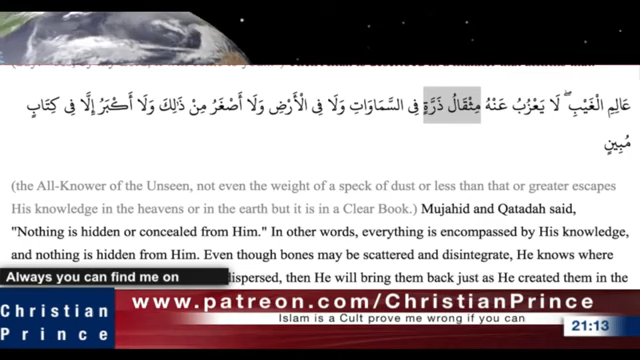 عَالِمِ الْغَيْبِ ۖ لَا يَعْزُبُ عَنْهُ مِثْقَالُ ذَرَّةٍ فِي السَّمَاوَاتِ وَلَا فِي الْأَرْضِ وَلَا أَصْغَرُ مِنْ ذَٰلِكَ وَلَا أَكْبَرُ إِلَّا فِي كِتَابٍ
مُبِينٍ
(the All-Knower of the Unseen, not even the weight of a speck of dust or less than that or greater escapes
His knowledge in the heavens or in the earth but it is in a Clear Book.) Mujahid and Qatadah said,
"Nothing is hidden or concealed from Him." In other words, everything is encompassed by His knowledge,
and nothing is hidden from Him. Even though bones may be scattered and disintegrate, He knows where
dispersed, then He will bring them back just as He created them in the
Always you can find me on
Christian
Prince
www.patreon.com/ChristianPrince
Islam is a Cult prove me wrong if you can
21:13